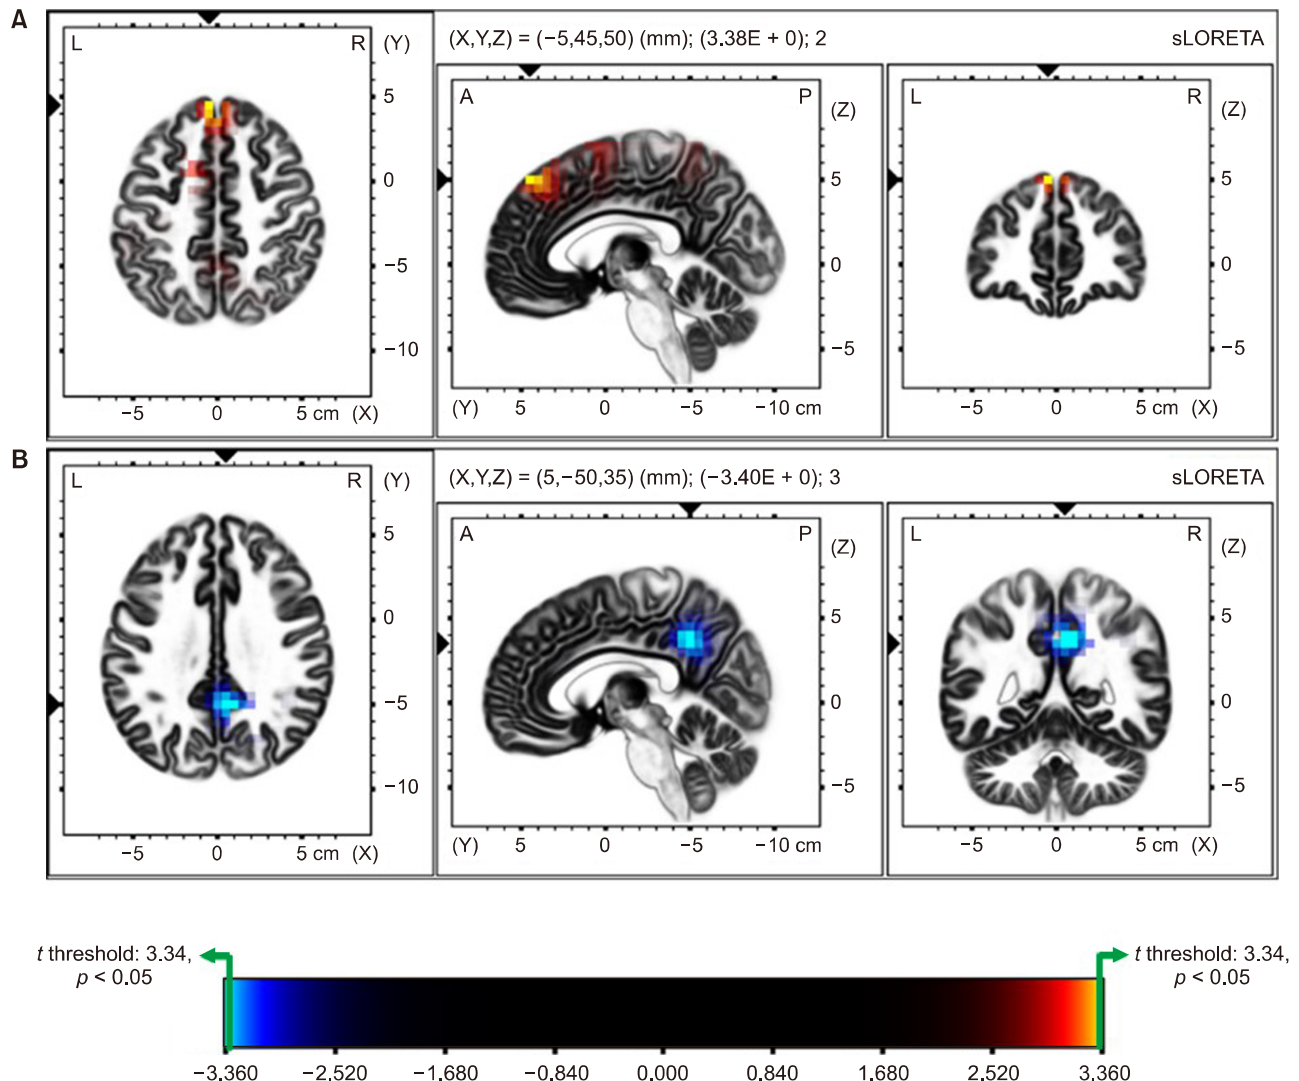 A
(X,Y,Z) = (−5,45,50) (mm); (3.38E + 0); 2
sLORETA
L R (Y)
5
0
−5
−10
−5 0 5 cm (X)
A P (Z)
5
0
−5
(Y) 5 0 −5 −10 cm
L R (Z)
5
0
−5
−5 0 5 cm (X)
B
(X,Y,Z) = (5,−50,35) (mm); (−3.40E + 0); 3
sLORETA
L R (Y)
5
0
−5
−10
−5 0 5 cm (X)
A P (Z)
5
0
−5
(Y) 5 0 −5 −10 cm
L R (Z)
5
0
−5
−5 0 5 cm (X)
t threshold: 3.34,
p < 0.05
t threshold: 3.34,
p < 0.05
−3.360 −2.520 −1.680 −0.840 0.000 0.840 1.680 2.520 3.360